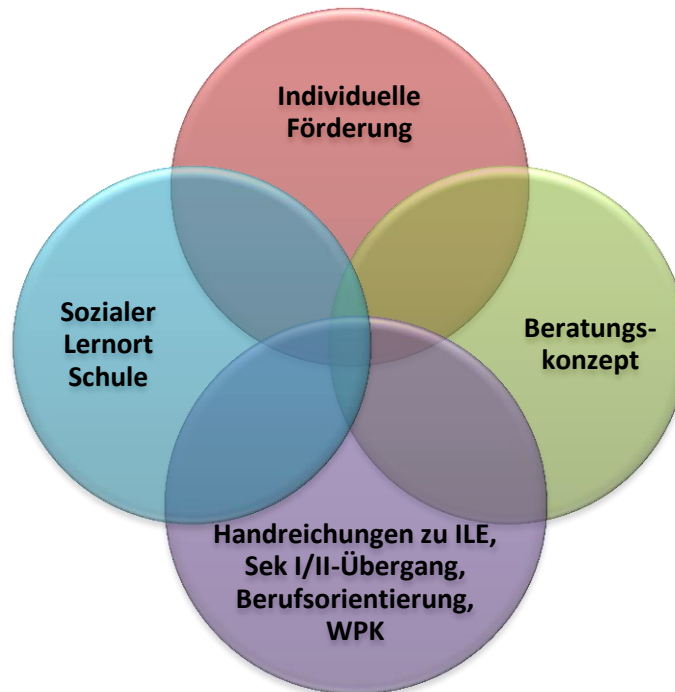 Individuelle
Förderung
Sozialer
Lernort
Schule
Beratungs-
konzept
Handreichungen zu ILE,
Sek I/II-Übergang,
Berufsorientierung,
WPK